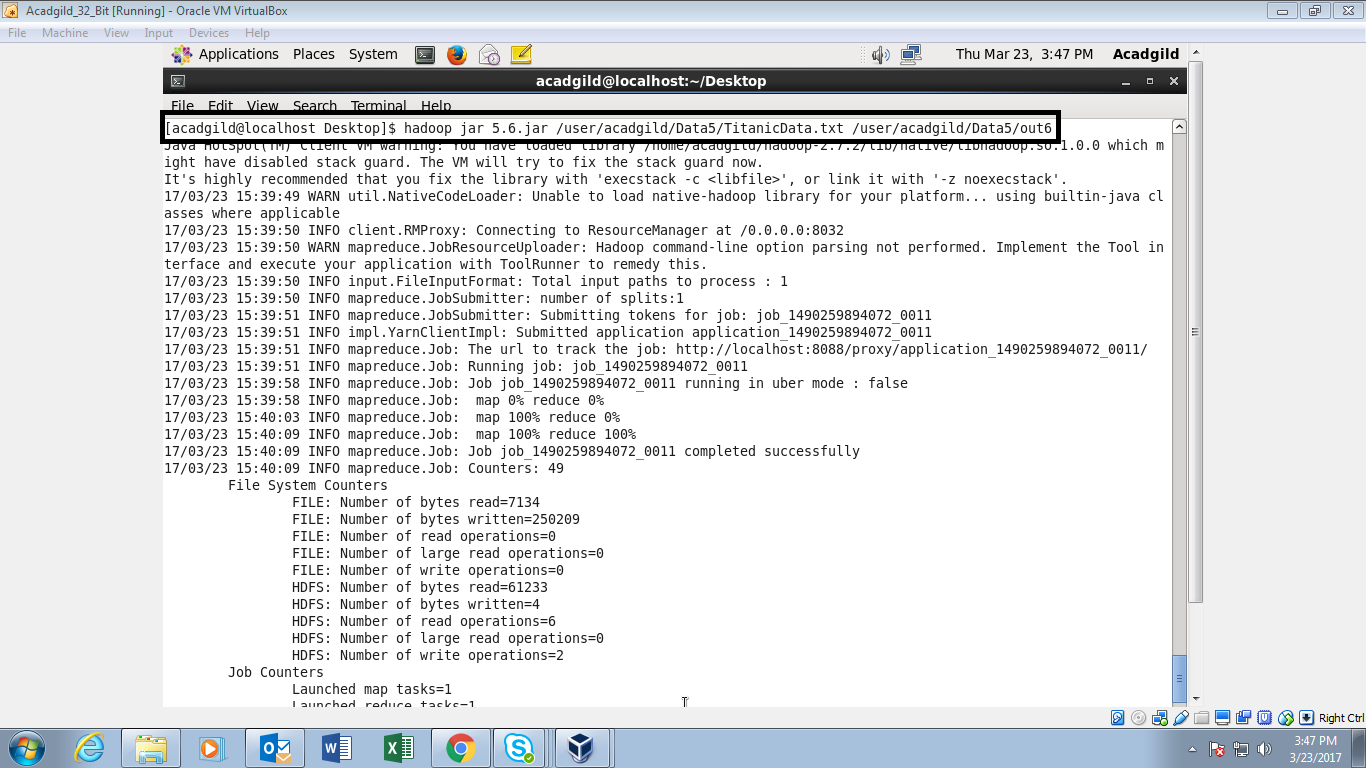 Acadgild_32_Bit [Running] - Oracle VM VirtualBox
File Machine View Input Devices Help
Applications Places System Thu Mar 23, 3:47 PM Acadgild
acadgild@localhost:~/Desktop
File Edit View Search Terminal Help
[acadgild@localhost Desktop]$ hadoop jar 5.6.jar /user/acadgild/Data5/TitanicData.txt /user/acadgild/Data5/out6
Java HotSpot(TM) Client VM warning: You have loaded library /home/acadgild/hadoop-2.7.2/lib/native/libhadoop.so.1.0.0 which m
ight have disabled stack guard. The VM will try to fix the stack guard now.
It's highly recommended that you fix the library with 'execstack -c <libfile>', or link it with '-z noexecstack'.
17/03/23 15:39:49 WARN util.NativeCodeLoader: Unable to load native-hadoop library for your platform... using builtin-java cl
asses where applicable
17/03/23 15:39:50 INFO client.RMProxy: Connecting to ResourceManager at /0.0.0.0:8032
17/03/23 15:39:50 WARN mapreduce.JobResourceUploader: Hadoop command-line option parsing not performed. Implement the Tool in
terface and execute your application with ToolRunner to remedy this.
17/03/23 15:39:50 INFO input.FileInputFormat: Total input paths to process : 1
17/03/23 15:39:50 INFO mapreduce.JobSubmitter: number of splits:1
17/03/23 15:39:51 INFO mapreduce.JobSubmitter: Submitting tokens for job: job_1490259894072_0011
17/03/23 15:39:51 INFO impl.YarnClientImpl: Submitted application application_1490259894072_0011
17/03/23 15:39:51 INFO mapreduce.Job: The url to track the job: http://localhost:8088/proxy/application_1490259894072_0011/
17/03/23 15:39:51 INFO mapreduce.Job: Running job: job_1490259894072_0011
17/03/23 15:39:58 INFO mapreduce.Job: Job job_1490259894072_0011 running in uber mode : false
17/03/23 15:39:58 INFO mapreduce.Job:  map 0% reduce 0%
17/03/23 15:40:03 INFO mapreduce.Job:  map 100% reduce 0%
17/03/23 15:40:09 INFO mapreduce.Job:  map 100% reduce 100%
17/03/23 15:40:09 INFO mapreduce.Job: Job job_1490259894072_0011 completed successfully
17/03/23 15:40:09 INFO mapreduce.Job: Counters: 49
File System Counters
FILE: Number of bytes read=7134
FILE: Number of bytes written=250209
FILE: Number of read operations=0
FILE: Number of large read operations=0
FILE: Number of write operations=0
HDFS: Number of bytes read=61233
HDFS: Number of bytes written=4
HDFS: Number of read operations=6
HDFS: Number of large read operations=0
HDFS: Number of write operations=2
Job Counters
Launched map tasks=1
Launched reduce tasks=1
Right Ctrl
3:47 PM
3/23/2017